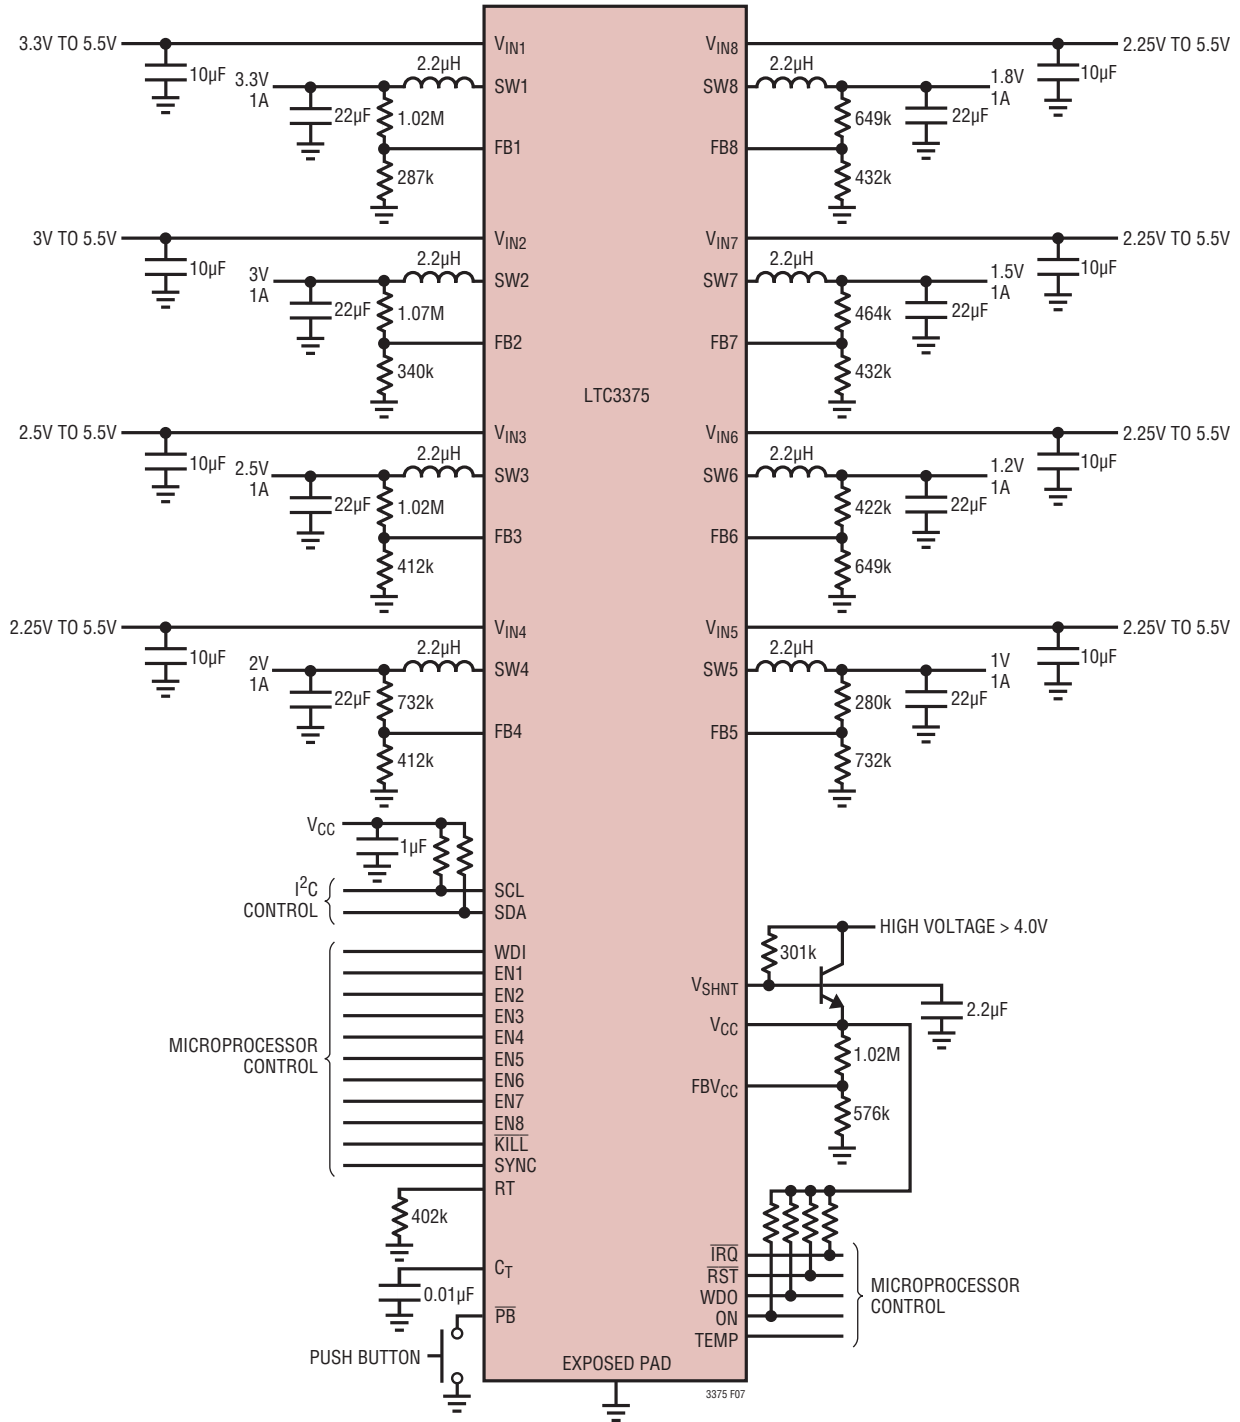 3.3V TO 5.5V
10µF
3.3V
1A
22µF
2.2µH
1.02M
287k
VIN1
SW1
FB1
3V TO 5.5V
10µF
3V
1A
22µF
2.2µH
1.07M
340k
VIN2
SW2
FB2
2.5V TO 5.5V
10µF
2.5V
1A
22µF
2.2µH
1.02M
412k
VIN3
SW3
FB3
2.25V TO 5.5V
10µF
2V
1A
22µF
2.2µH
732k
412k
VIN4
SW4
FB4
VCC
1µF
I2C
CONTROL
SCL
SDA
MICROPROCESSOR
CONTROL
WDI
EN1
EN2
EN3
EN4
EN5
EN6
EN7
EN8
KILL
SYNC
RT
402k
CT
0.01µF
PB
PUSH BUTTON
LTC3375
EXPOSED PAD
VIN8
SW8
FB8
2.2µH
649k
432k
22µF
1.8V
1A
10µF
2.25V TO 5.5V
VIN7
SW7
FB7
2.2µH
464k
432k
22µF
1.5V
1A
10µF
2.25V TO 5.5V
VIN6
SW6
FB6
2.2µH
422k
649k
22µF
1.2V
1A
10µF
2.25V TO 5.5V
VIN5
SW5
FB5
2.2µH
280k
732k
22µF
1V
1A
10µF
2.25V TO 5.5V
HIGH VOLTAGE > 4.0V
301k
VSHNT
2.2µF
VCC
1.02M
FBVCC
576k
IRQ
RST
WDO
ON
TEMP
MICROPROCESSOR
CONTROL
3375 F07